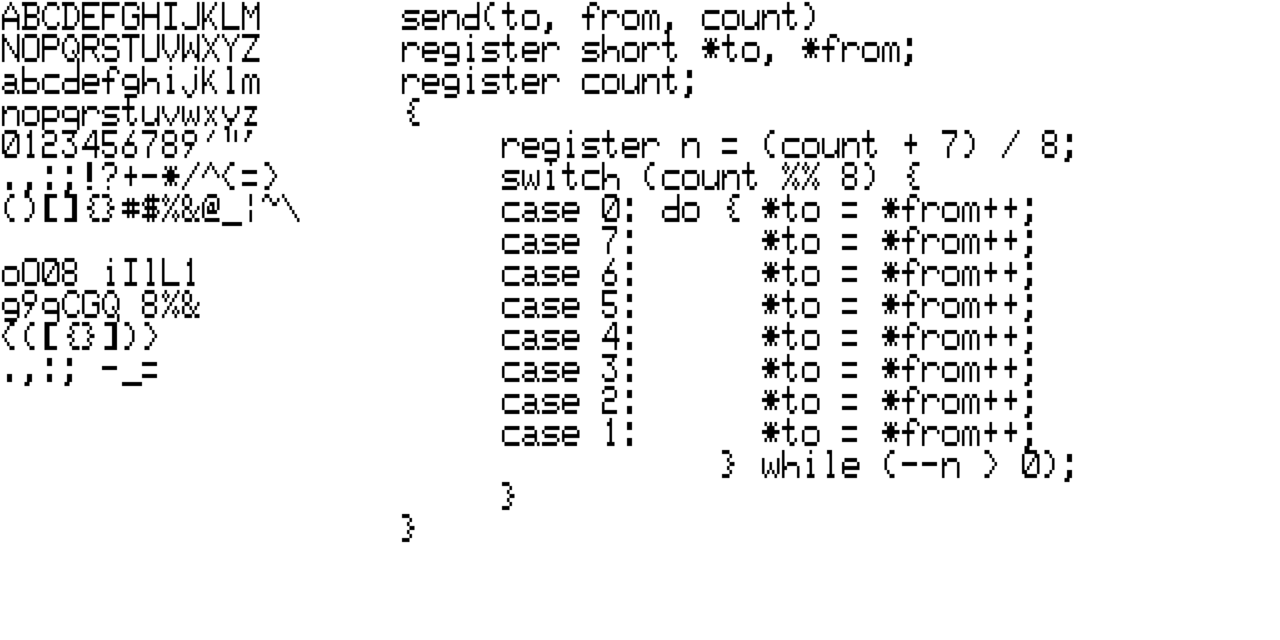 ABCDEFGHIJKLM
NOPQRSTUVWXYZ
abcdefghijklm
nopqrstuvwxyz
0123456789´"'
.,:;!?+-*/^<=>
()[]{}#$%&@_¦~\
oO08 iIlL1
g9qCGQ 8%&
<([{}])>
.,:; -_=
send(to, from, count)
register short *to, *from;
register count;
{
     register n = (count + 7) / 8;
     switch (count %% 8) {
     case 0: do { *to = *from++;
     case 7:      *to = *from++;
     case 6:      *to = *from++;
     case 5:      *to = *from++;
     case 4:      *to = *from++;
     case 3:      *to = *from++;
     case 2:      *to = *from++;
     case 1:      *to = *from++;
                } while (--n > 0);
     }
}